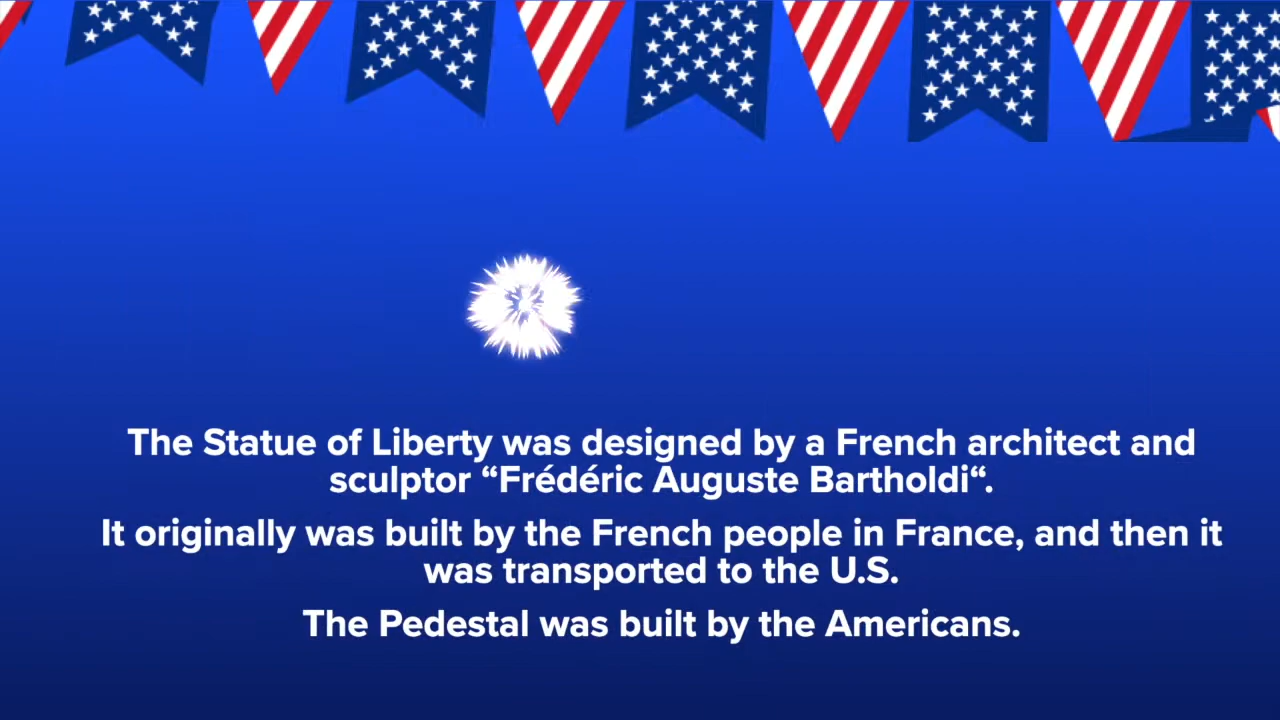 The Statue of Liberty was designed by a French architect and
sculptor “Frédéric Auguste Bartholdi“.
It originally was built by the French people in France, and then it
was transported to the U.S.
The Pedestal was built by the Americans.